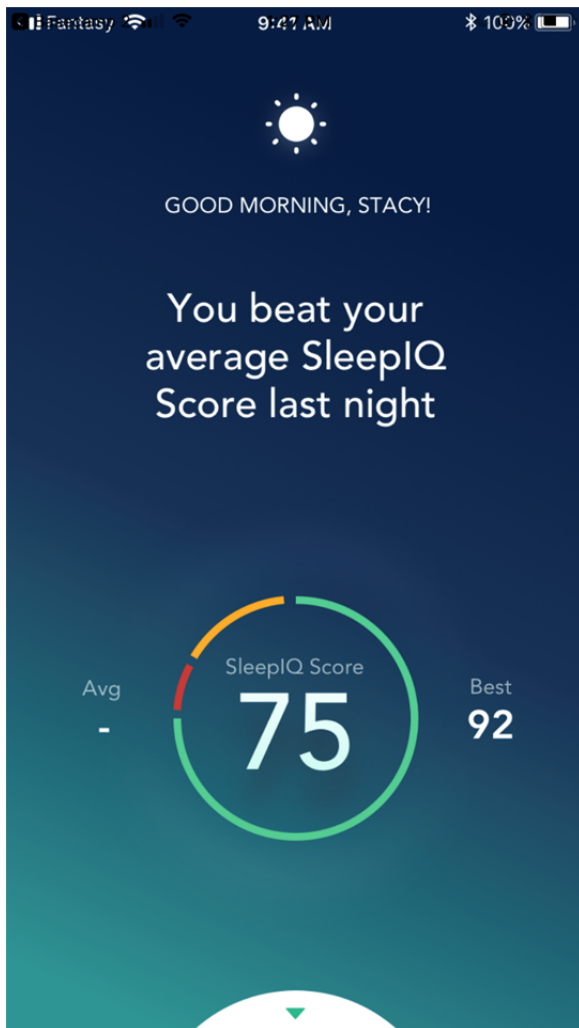 Fantasy 9:41 AM 100%
GOOD MORNING, STACY!
You beat your
average SleepIQ
Score last night
SleepIQ Score
75
Avg
-
Best
92